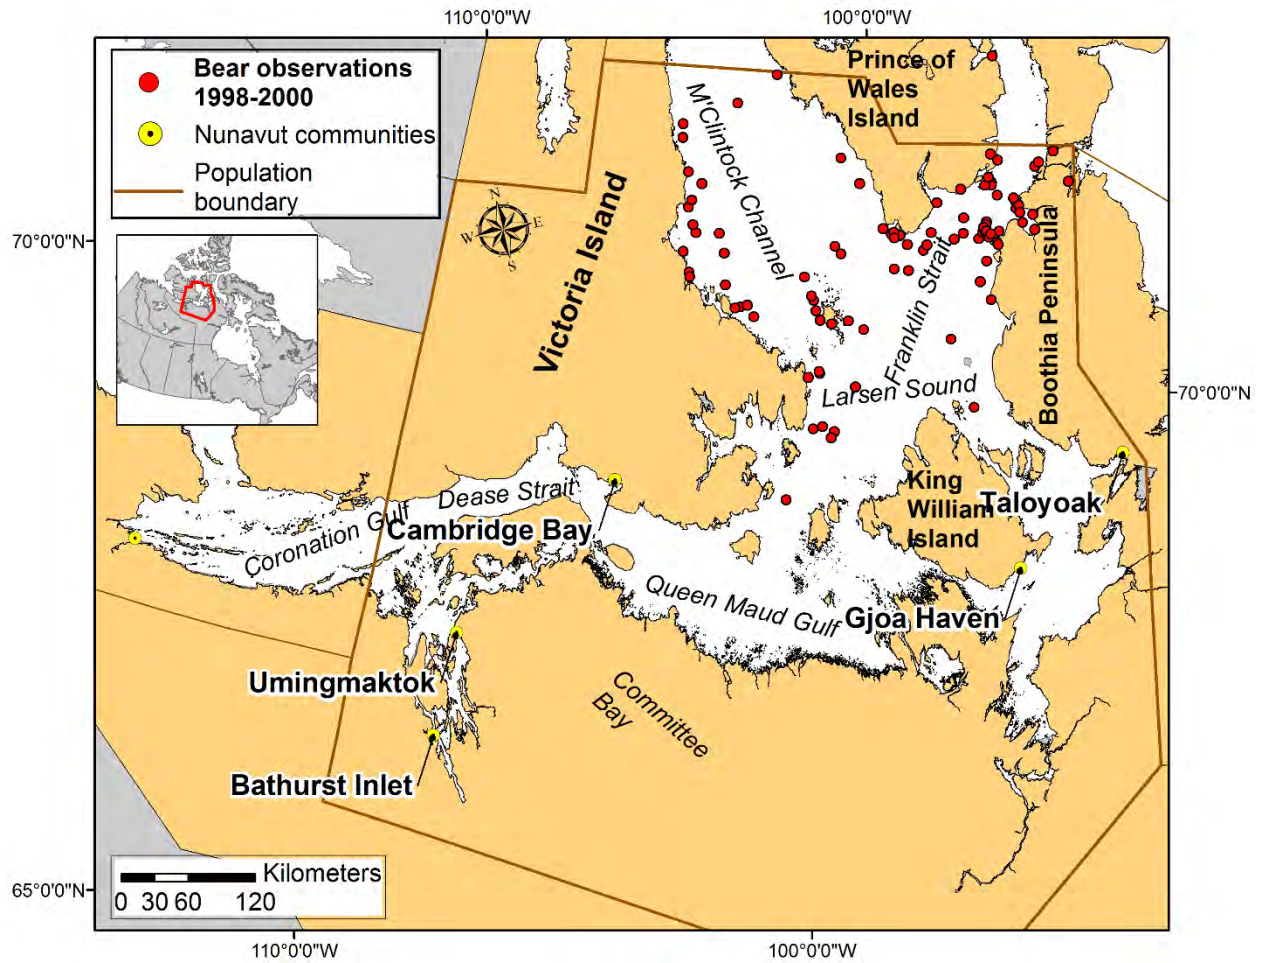 110°0'0"W
100°0'0"W
Bear observations
1998-2000
Nunavut communities
Population
boundary
Prince of
Wales
Island
M'Clintock Channel
N
W
E
S
Victoria Island
70°0'0"N
Franklin Strait
Boothia Peninsula
Larsen Sound
70°0'0"N
King
William
Island
Taloyoak
Dease Strait
Coronation Gulf
Cambridge Bay
Queen Maud Gulf
Gjoa Haven
Umingmaktok
Committee
Bay
Bathurst Inlet
Kilometers
0 30 60 120
65°0'0"N
110°0'0"W
100°0'0"W